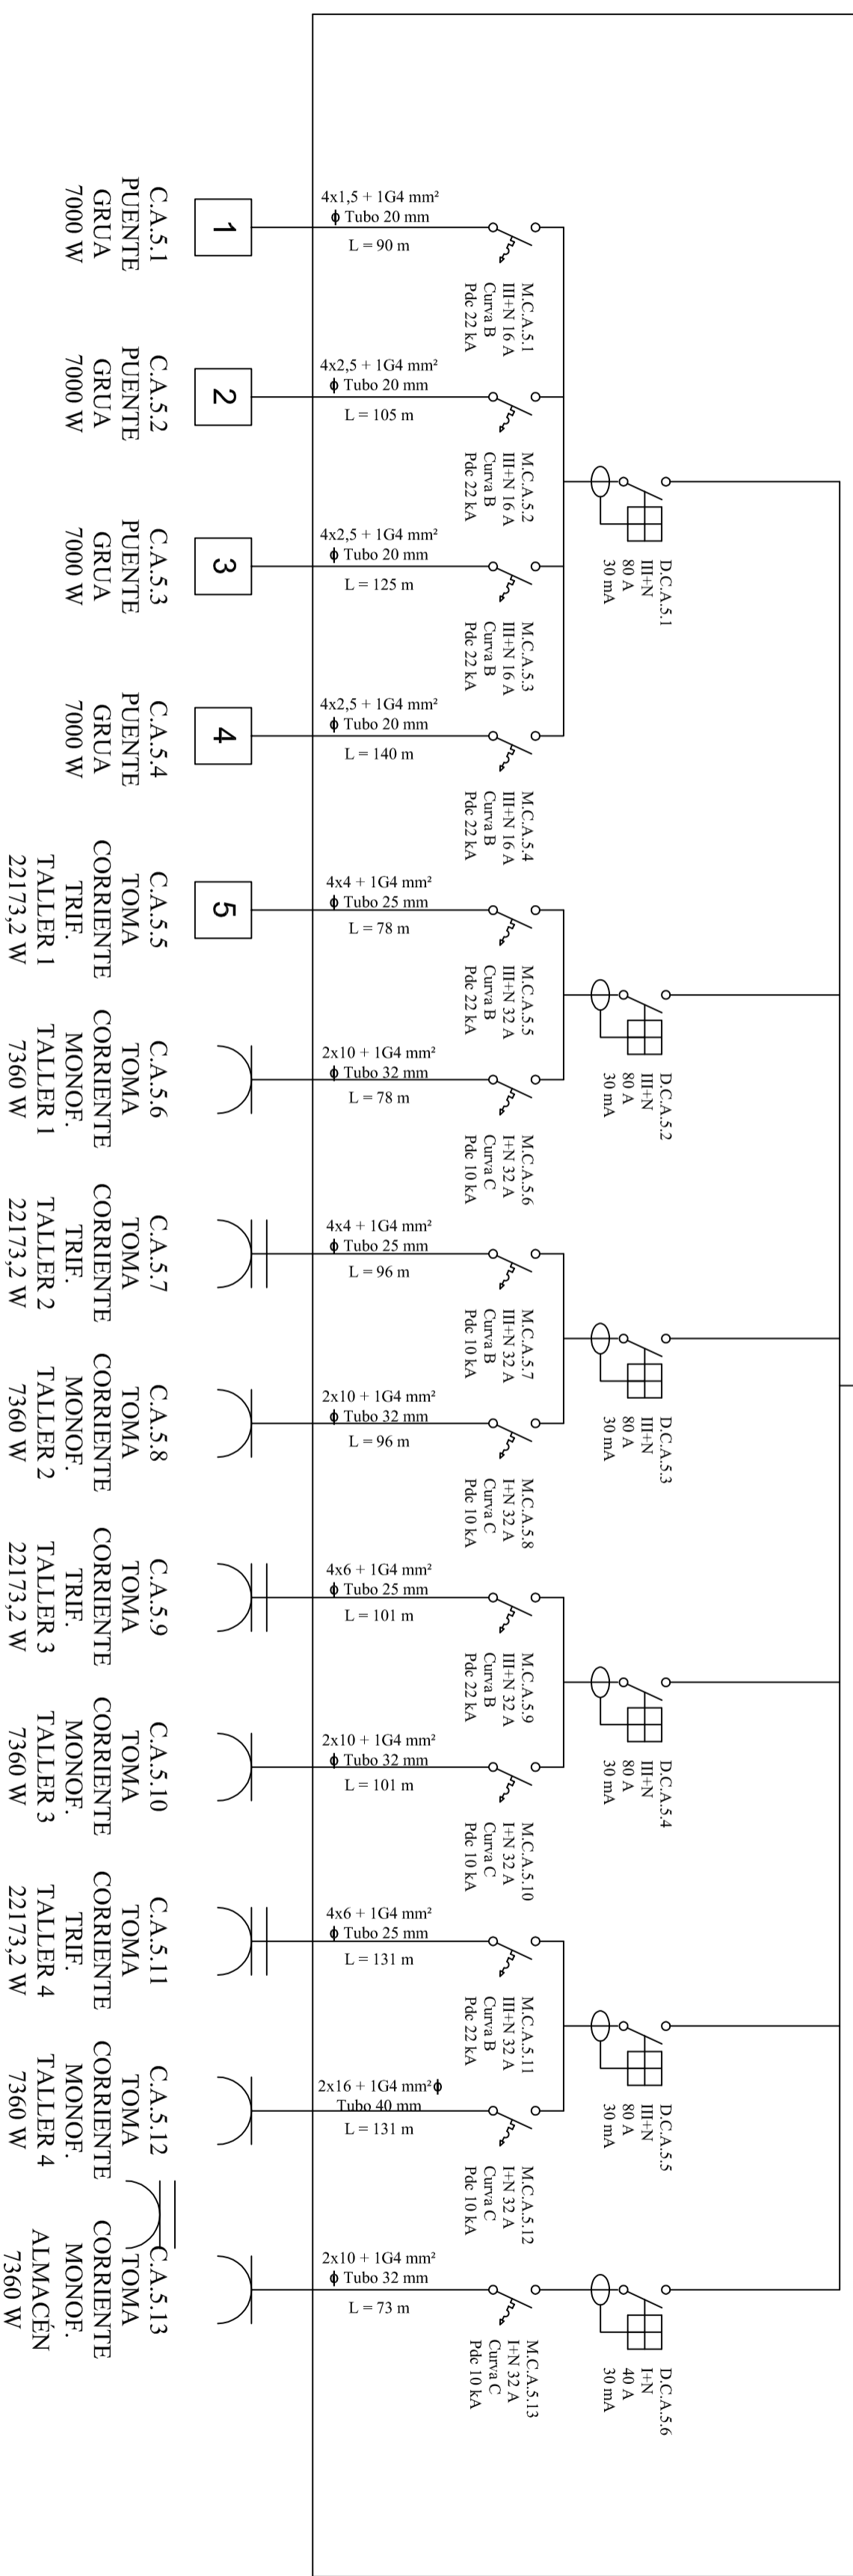 D.C.A.5.1
III+N
80 A
30 mA
M.C.A.5.1
III+N 16 A
Curva B
Pdc 22 kA
4x1,5 + 1G4 mm²
ϕ Tubo 20 mm
L = 90 m
1
C.A.5.1
PUENTE
GRUA
7000 W
M.C.A.5.2
III+N 16 A
Curva B
Pdc 22 kA
4x2,5 + 1G4 mm²
ϕ Tubo 20 mm
L = 105 m
2
C.A.5.2
PUENTE
GRUA
7000 W
M.C.A.5.3
III+N 16 A
Curva B
Pdc 22 kA
4x2,5 + 1G4 mm²
ϕ Tubo 20 mm
L = 125 m
3
C.A.5.3
PUENTE
GRUA
7000 W
M.C.A.5.4
III+N 16 A
Curva B
Pdc 22 kA
4x2,5 + 1G4 mm²
ϕ Tubo 20 mm
L = 140 m
4
C.A.5.4
PUENTE
GRUA
7000 W
D.C.A.5.2
III+N
80 A
30 mA
M.C.A.5.5
III+N 32 A
Curva B
Pdc 22 kA
4x4 + 1G4 mm²
ϕ Tubo 25 mm
L = 78 m
5
C.A.5.5
TOMA
CORRIENTE
TRIF.
TALLER 1
22173,2 W
M.C.A.5.6
I+N 32 A
Curva C
Pdc 10 kA
2x10 + 1G4 mm²
ϕ Tubo 32 mm
L = 78 m
C.A.5.6
TOMA
CORRIENTE
MONOF.
TALLER 1
7360 W
D.C.A.5.3
III+N
80 A
30 mA
M.C.A.5.7
III+N 32 A
Curva B
Pdc 10 kA
4x4 + 1G4 mm²
ϕ Tubo 25 mm
L = 96 m
C.A.5.7
TOMA
CORRIENTE
TRIF.
TALLER 2
22173,2 W
M.C.A.5.8
I+N 32 A
Curva C
Pdc 10 kA
2x10 + 1G4 mm²
ϕ Tubo 32 mm
L = 96 m
C.A.5.8
TOMA
CORRIENTE
MONOF.
TALLER 2
7360 W
D.C.A.5.4
III+N
80 A
30 mA
M.C.A.5.9
III+N 32 A
Curva B
Pdc 22 kA
4x6 + 1G4 mm²
ϕ Tubo 25 mm
L = 101 m
C.A.5.9
TOMA
CORRIENTE
TRIF.
TALLER 3
22173,2 W
M.C.A.5.10
I+N 32 A
Curva C
Pdc 10 kA
2x10 + 1G4 mm²
ϕ Tubo 32 mm
L = 101 m
C.A.5.10
TOMA
CORRIENTE
MONOF.
TALLER 3
7360 W
D.C.A.5.5
III+N
80 A
30 mA
M.C.A.5.11
III+N 32 A
Curva B
Pdc 22 kA
4x6 + 1G4 mm²
ϕ Tubo 25 mm
L = 131 m
C.A.5.11
TOMA
CORRIENTE
TRIF.
TALLER 4
22173,2 W
M.C.A.5.12
I+N 32 A
Curva C
Pdc 10 kA
2x16 + 1G4 mm²ϕ
Tubo 40 mm
L = 131 m
C.A.5.12
TOMA
CORRIENTE
MONOF.
TALLER 4
7360 W
D.C.A.5.6
I+N
40 A
30 mA
M.C.A.5.13
I+N 32 A
Curva C
Pdc 10 kA
2x10 + 1G4 mm²
ϕ Tubo 32 mm
L = 73 m
C.A.5.13
TOMA
CORRIENTE
MONOF.
ALMACÉN
7360 W